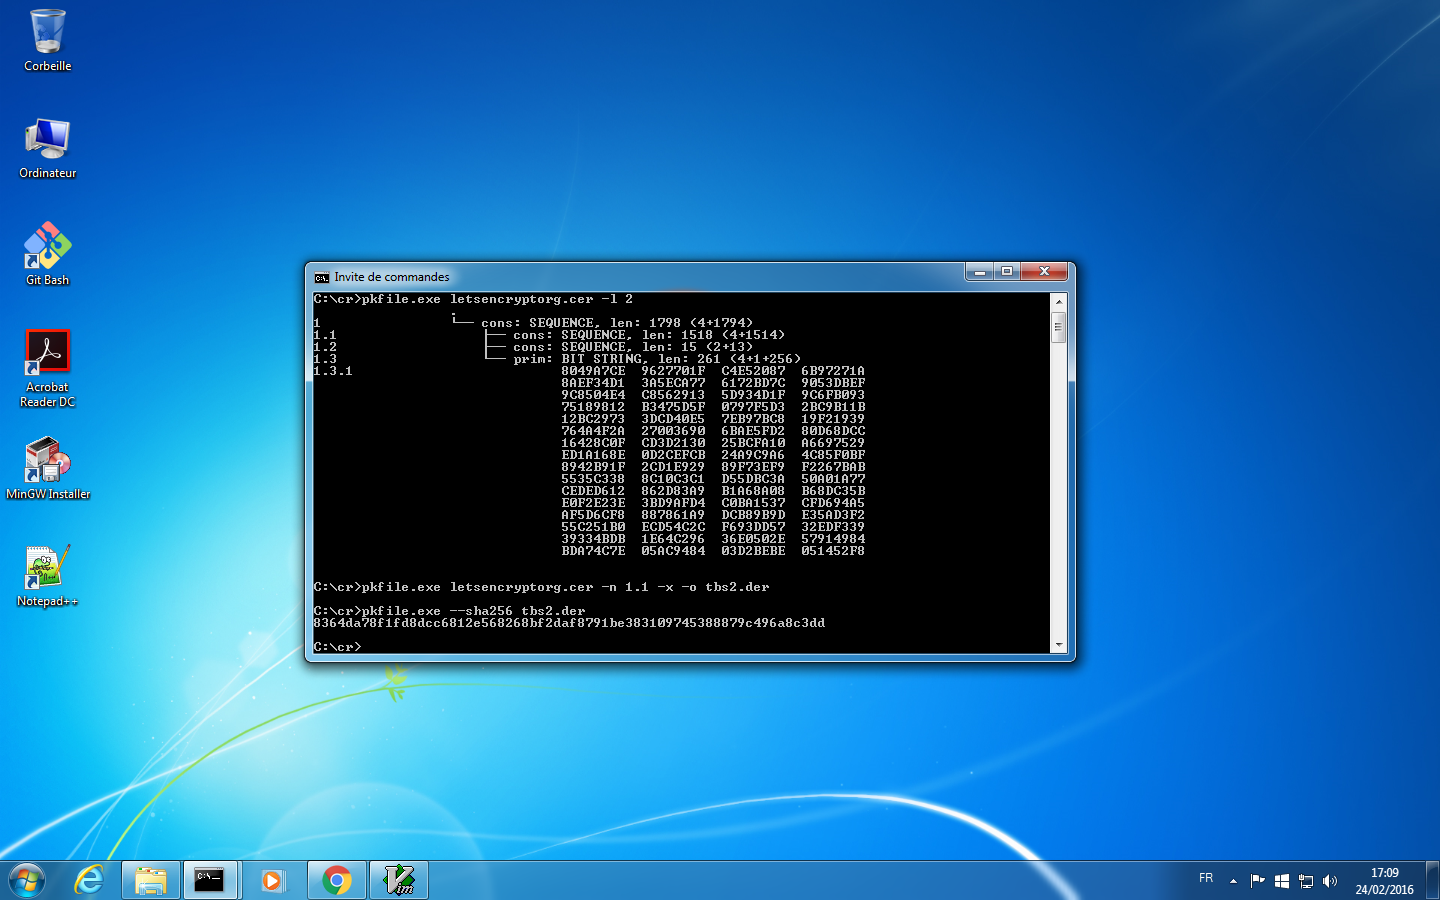 Corbeille
Ordinateur
Git Bash
Acrobat
Reader DC
MinGW Installer
Notepad++
Invite de commandes
C:\cr>pkfile.exe letsencryptorg.cer -l 2
.
1 └── cons: SEQUENCE, len: 1798 (4+1794)
1.1 ├── cons: SEQUENCE, len: 1518 (4+1514)
1.2 ├── cons: SEQUENCE, len: 15 (2+13)
1.3 └── prim: BIT STRING, len: 261 (4+1+256)
1.3.1 8049A7CE 9627701F C4E52087 6B97271A
8AEF34D1 3A5ECA77 6172BD7C 9053DBEF
9C8504E4 C8562913 5D934D1F 9C6FB093
75189812 B3475D5F 0797F5D3 2BC9B11B
12BC2973 3DCD40E5 7EB97BC8 19F21939
764A4F2A 27003690 6BAE5FD2 80D68DCC
16428C0F CD3D2130 25BCFA10 A6697529
ED1A168E 0D2CEFCB 24A9C9A6 4C85F0BF
8942B91F 2CD1E929 89F73EF9 F2267BAB
5535C338 8C10C3C1 D55DBC3A 50A01A77
CEDED612 862D83A9 B1A68A08 B68DC35B
E0F2E23E 3BD9AFD4 C0BA1537 CFD694A5
AF5D6CF8 887861A9 DCB89B9D E35AD3F2
55C251B0 ECD54C2C F693DD57 32EDF339
39334BDB 1E64C296 36E0502E 57914984
BDA74C7E 05AC9484 03D2BEBE 051452F8
C:\cr>pkfile.exe letsencryptorg.cer -n 1.1 -x -o tbs2.der
C:\cr>pkfile.exe --sha256 tbs2.der
8364da78f1fd8dcc6812e568268bf2daf8791be383109745388879c496a8c3dd
C:\cr>
FR
17:09
24/02/2016